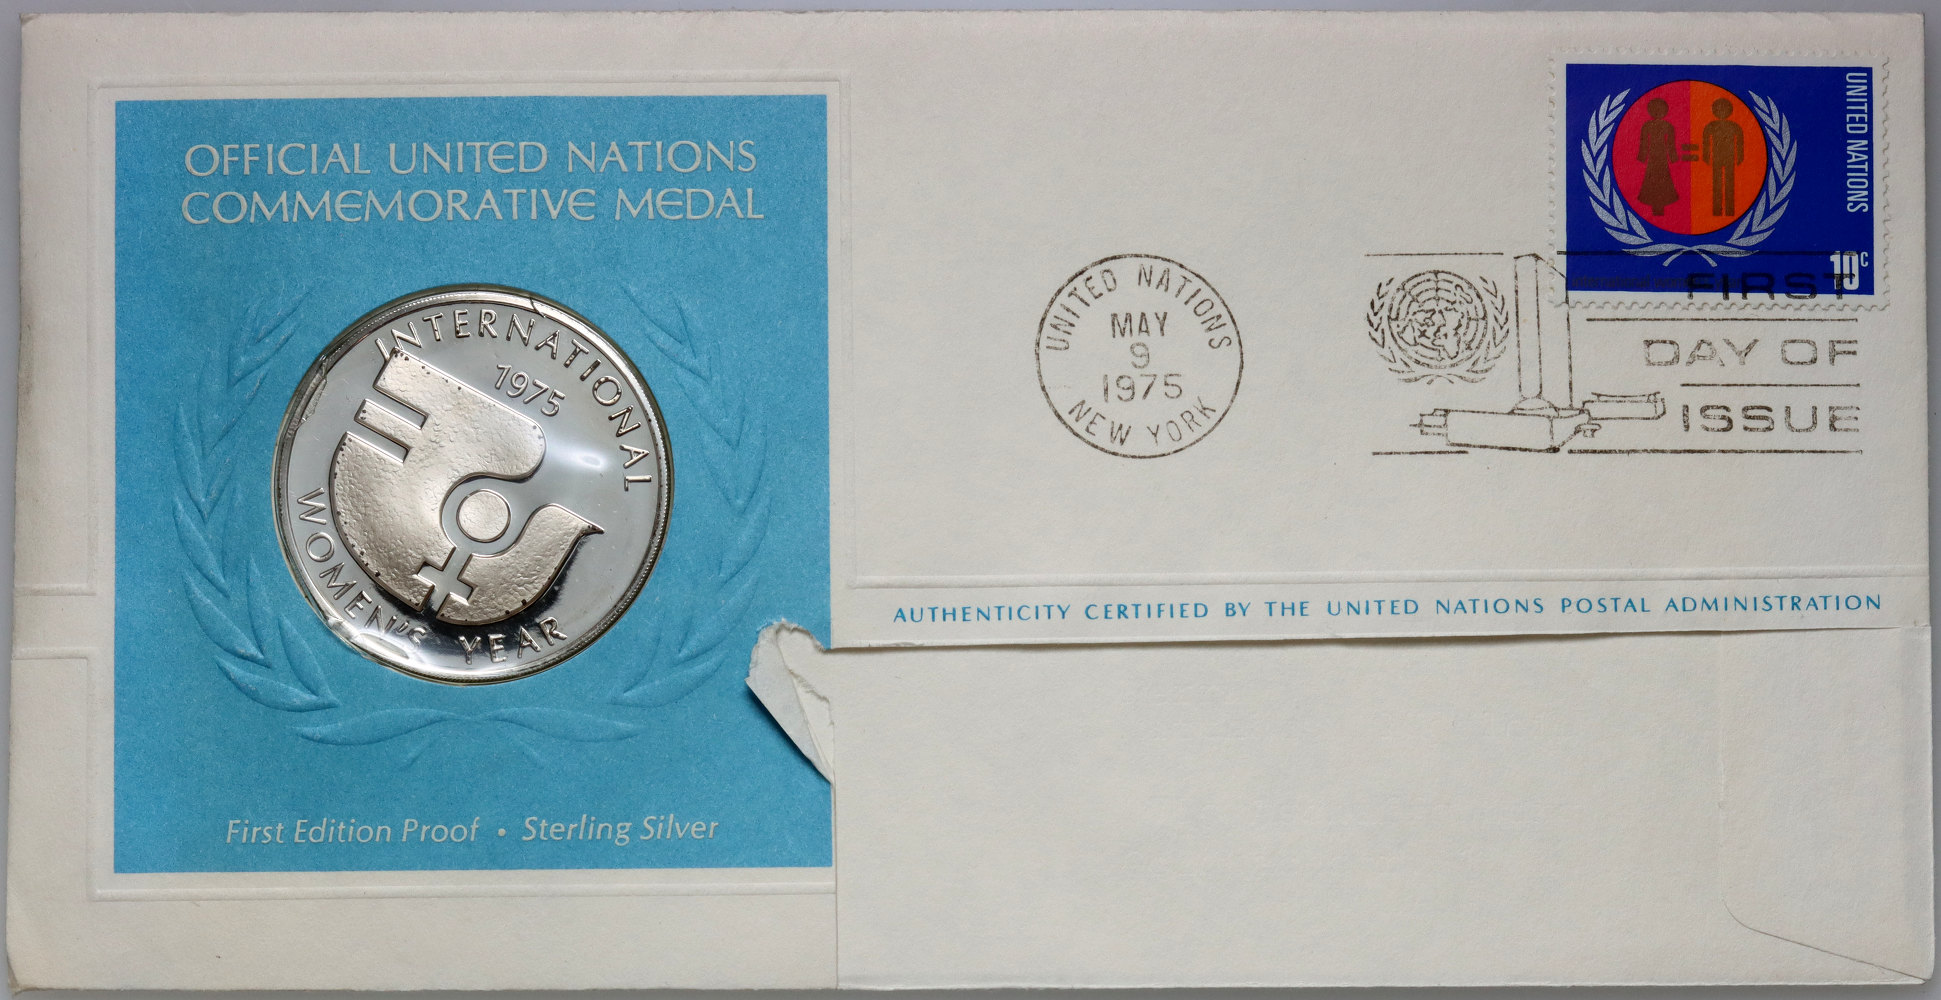 OFFICIAL UNITED NATIONS
COMMEMORATIVE MEDAL
INTERNATIONAL
1975
WOMEN'S YEAR
First Edition Proof • Sterling Silver
UNITED NATIONS
MAY
9
1975
NEW YORK
UNITED NATIONS
10c
FIRST
DAY OF
ISSUE
AUTHENTICITY CERTIFIED BY THE UNITED NATIONS POSTAL ADMINISTRATION